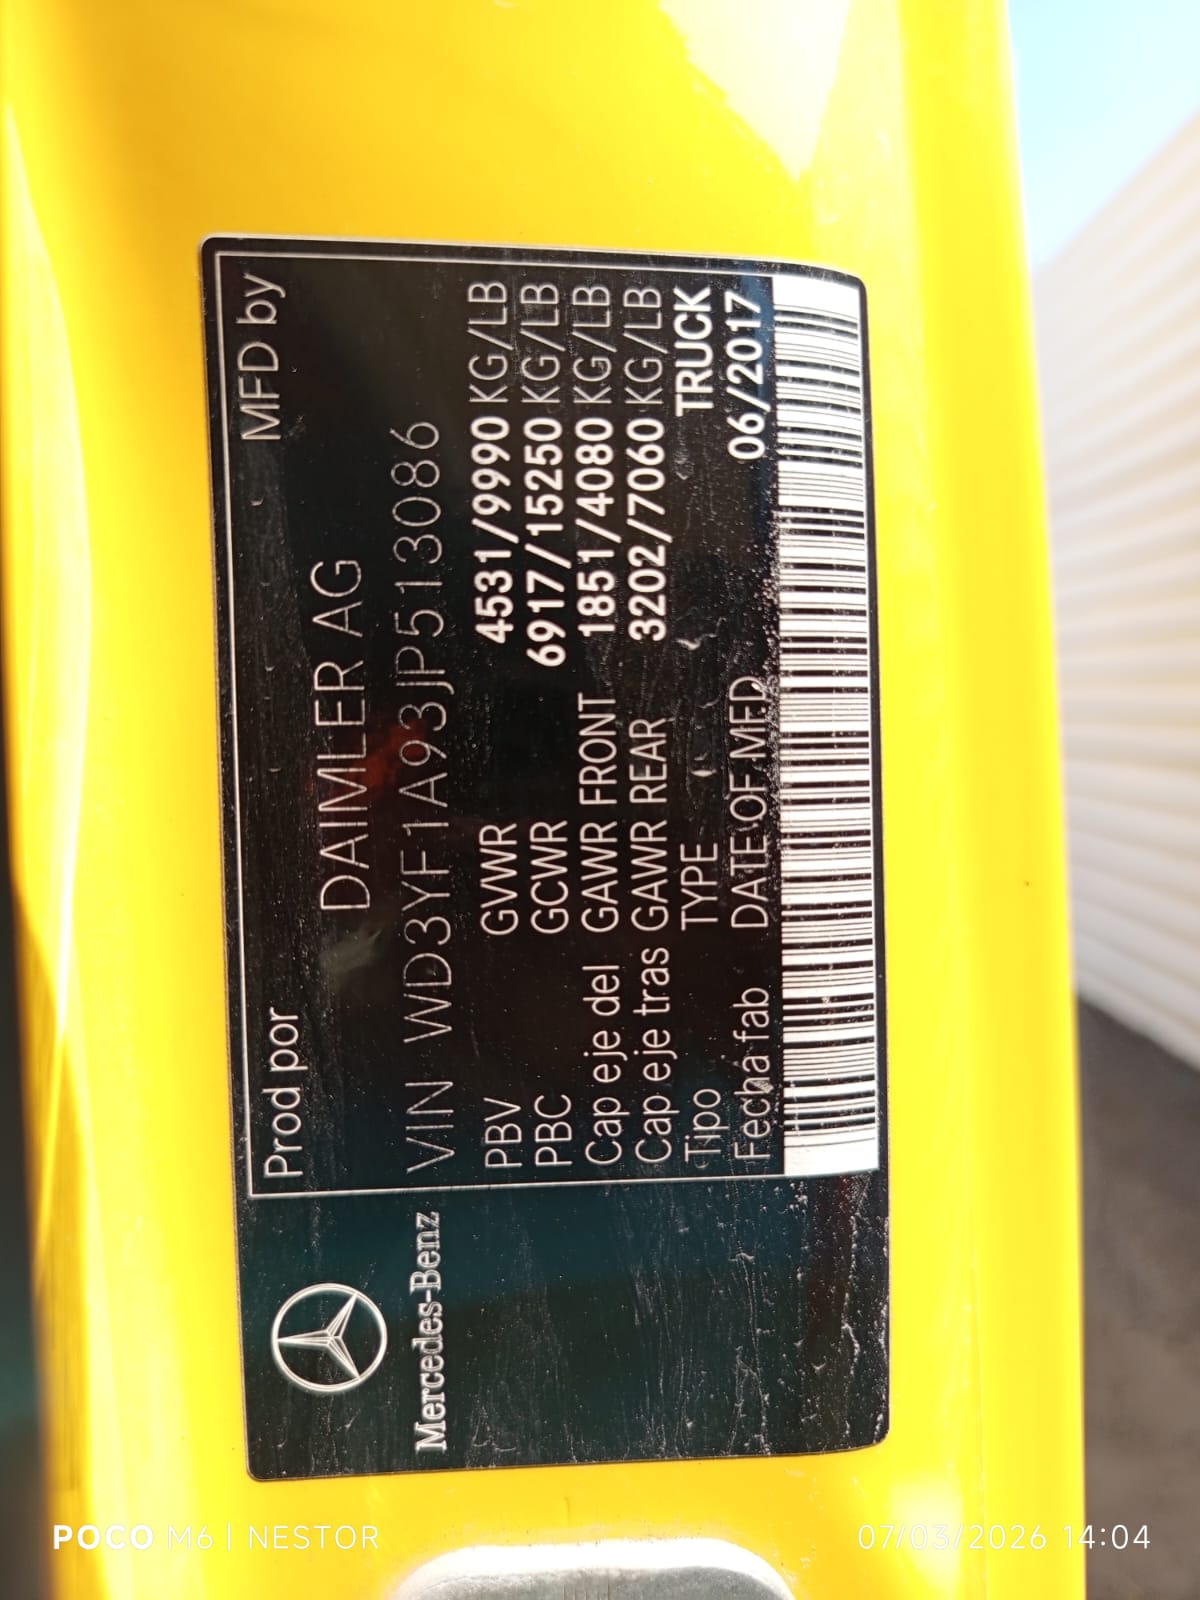 Prod por MFD by
DAIMLER AG
VIN WD3YF1A93JP513086
PBV GVWR 4531/9990 KG/LB
PBC GCWR 6917/15250 KG/LB
Cap eje del GAWR FRONT 1851/4080 KG/LB
Cap eje tras GAWR REAR 3202/7060 KG/LB
Tipo TYPE TRUCK
Fecha fab DATE OF MFD 06/2017
Mercedes-Benz
POCO M6 | NESTOR
07/03/2026 14:04